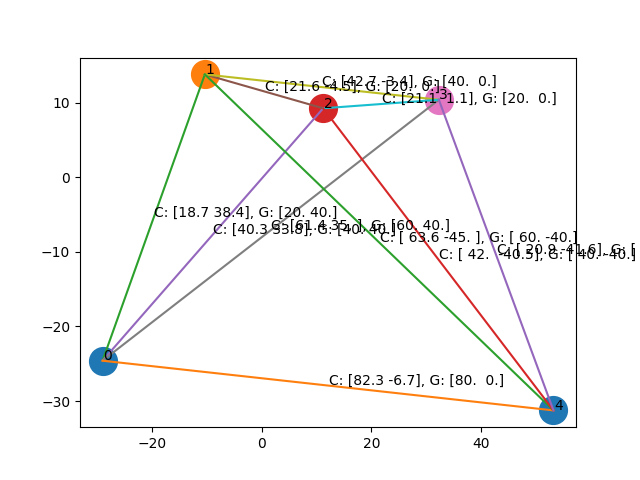 1
C: [42.7 -3.4], G: [40. 0.]
C: [21.6 -4.5], G: [20. 0.]
3
C: [21.1 1.1], G: [20. 0.]
2
10
0
C: [18.7 38.4], G: [20. 40.]
C: [61.4 35. ], G: [60. 40.]
C: [40.3 33.8], G: [40. 40.]
C: [ 63.6 -45. ], G: [ 60. -40.]
C: [ 20.9 -41.6], G: [
C: [ 42. -40.5], G: [ 40. -40.]
−10
−20
0
C: [82.3 -6.7], G: [80. 0.]
−30
4
−20
0
20
40